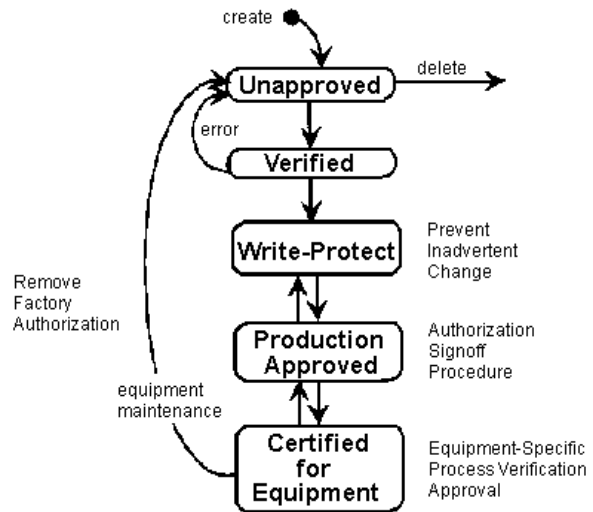 create
Unapproved
delete
error
Verified
Write-Protect
Prevent
Inadvertent
Change
Remove
Factory
Authorization
Production
Approved
Authorization
Signoff
Procedure
equipment
maintenance
Certified
for
Equipment
Equipment-Specific
Process Verification
Approval